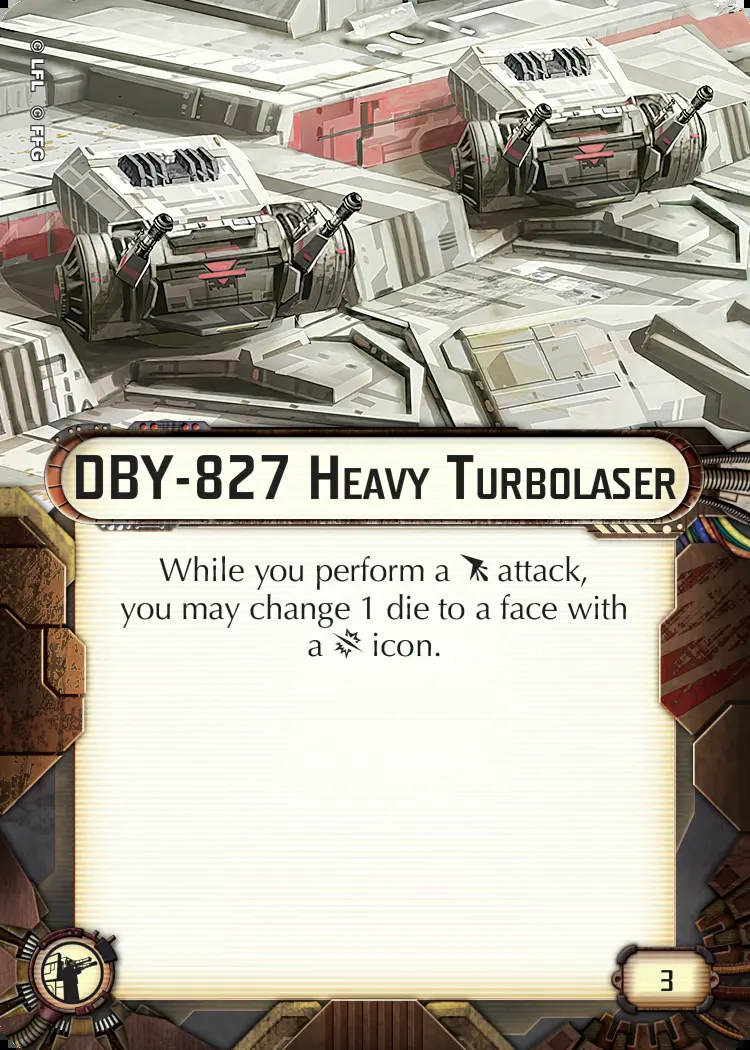 © LFL © FFG
DBY-827 HEAVY TURBOLASER
While you perform a attack,
you may change 1 die to a face with
a icon.
3